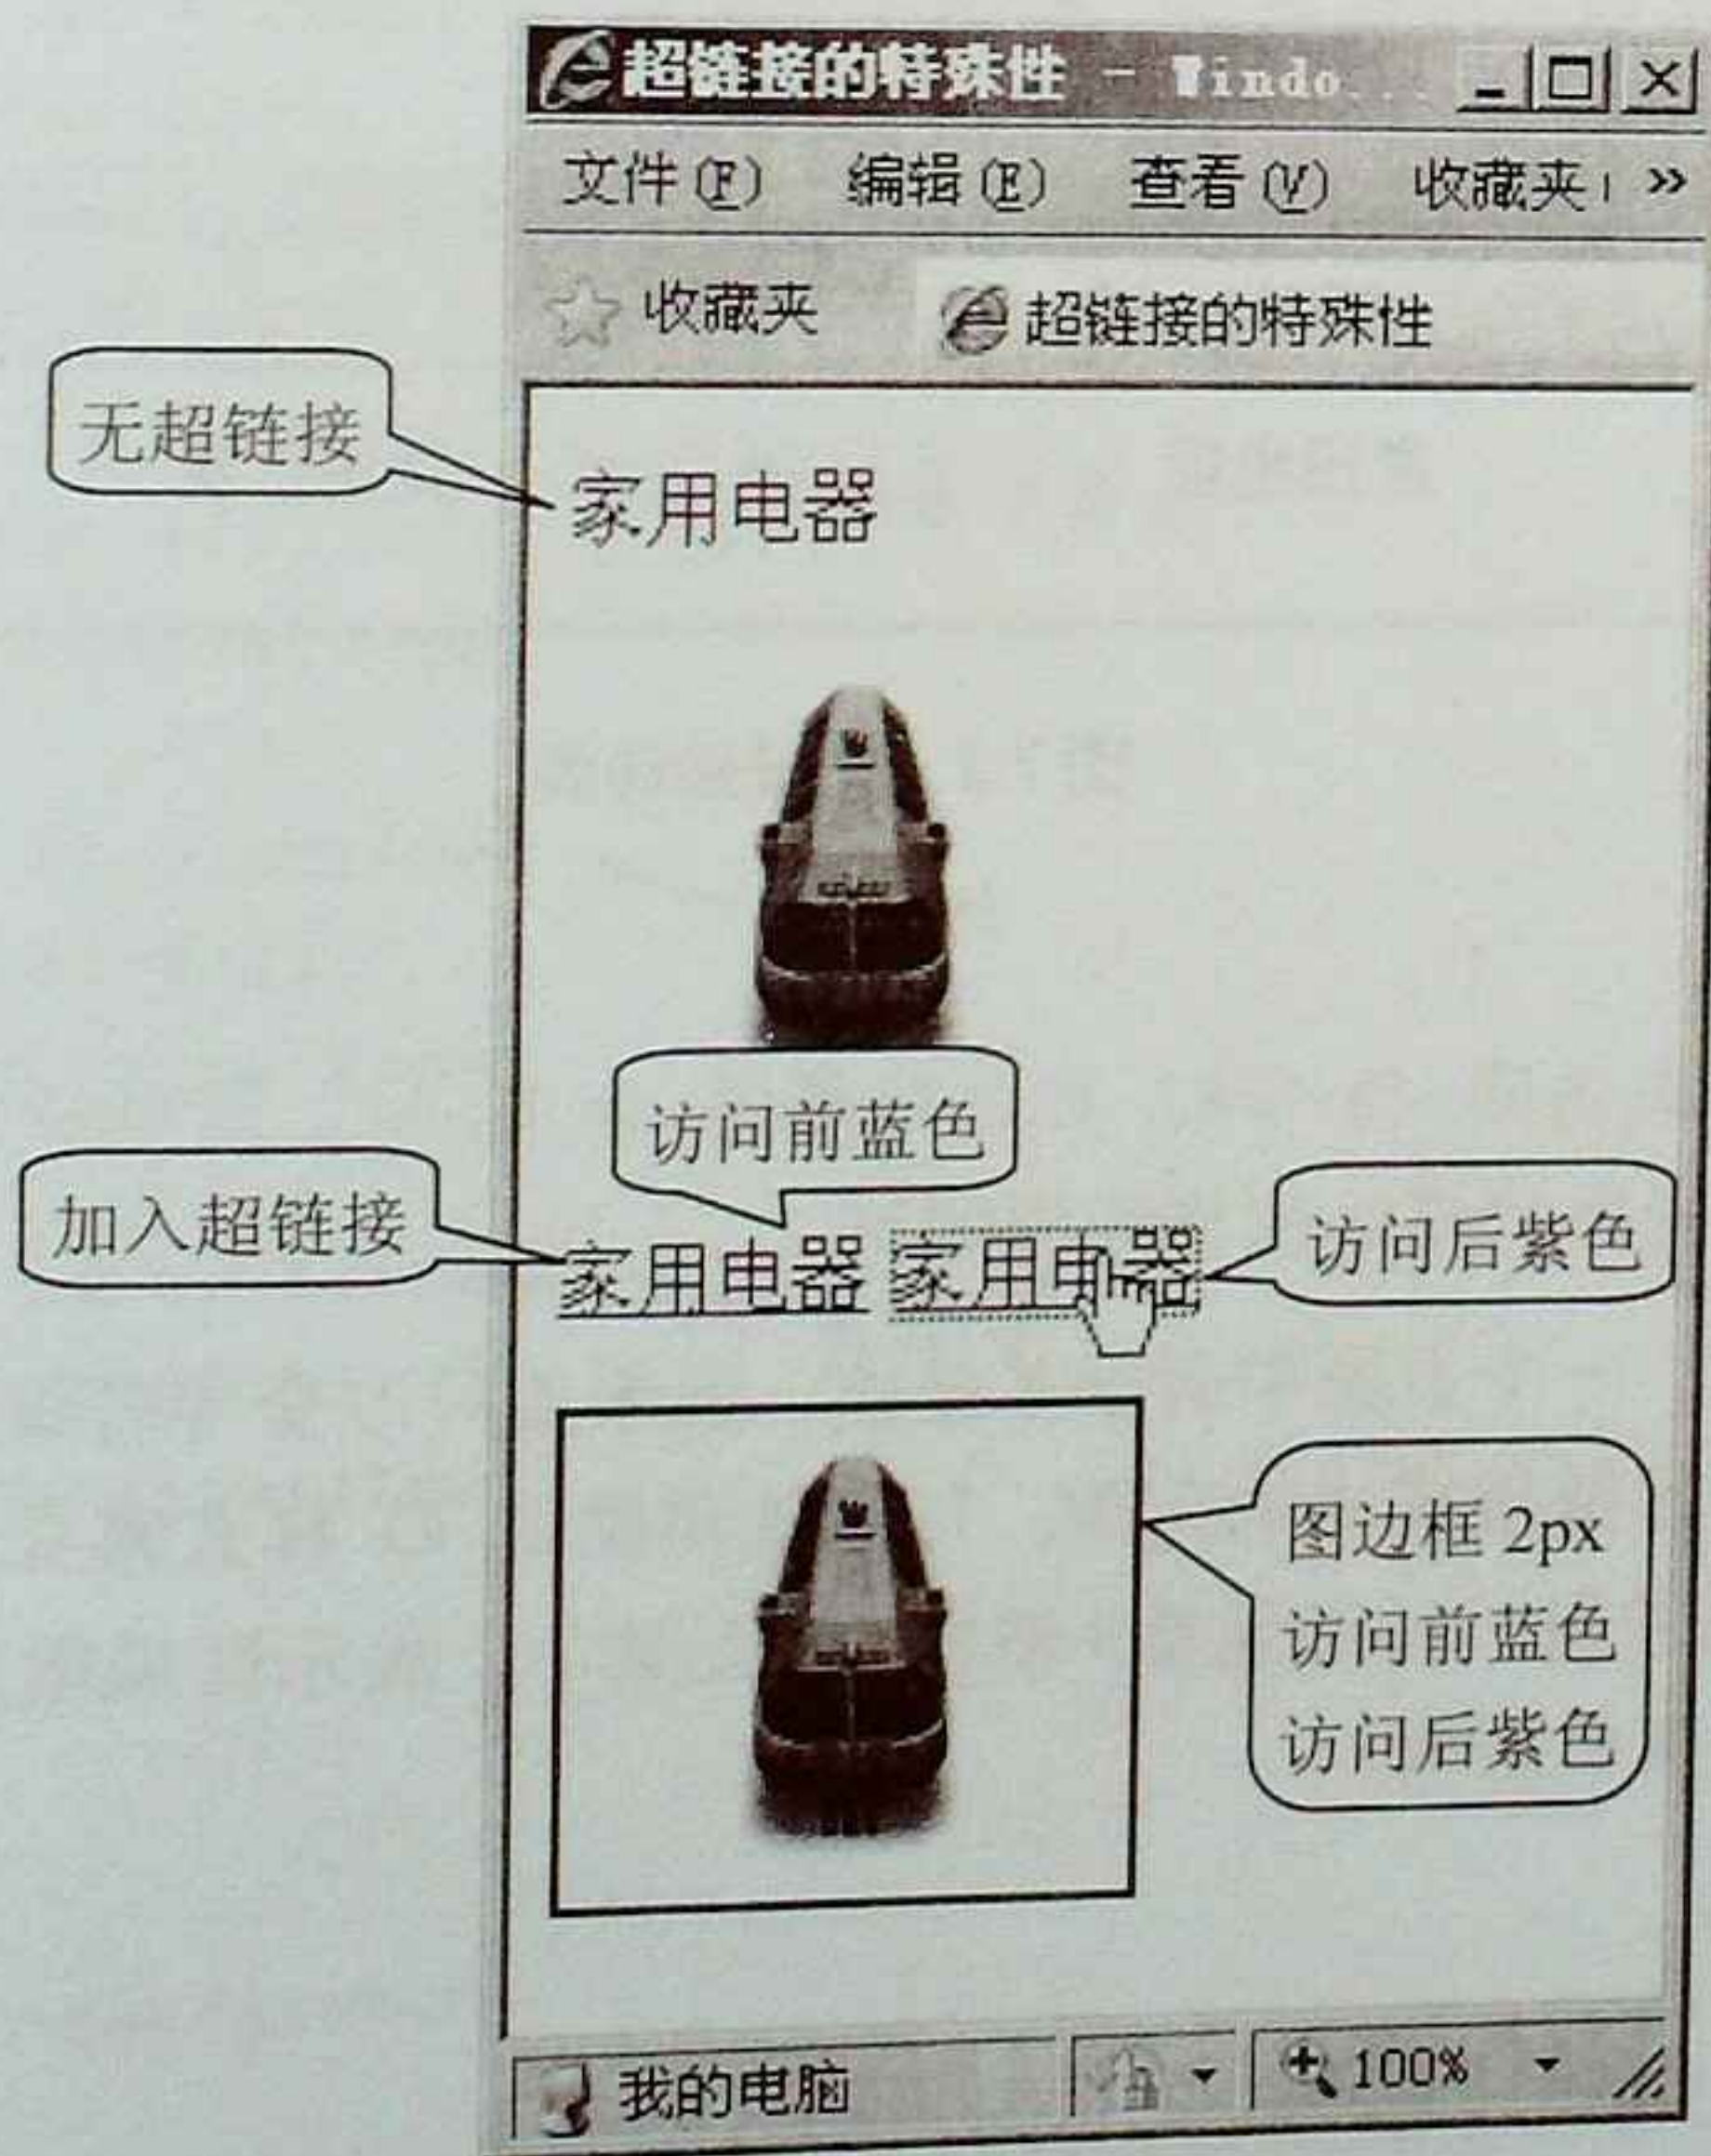 超链接的特殊性 - Windo...
文件(F) 编辑(E) 查看(V) 收藏夹 »
收藏夹 超链接的特殊性
无超链接
家用电器
访问前蓝色
加入超链接
家用电器 家用电器
访问后紫色
图边框 2px
访问前蓝色
访问后紫色
我的电脑 100%